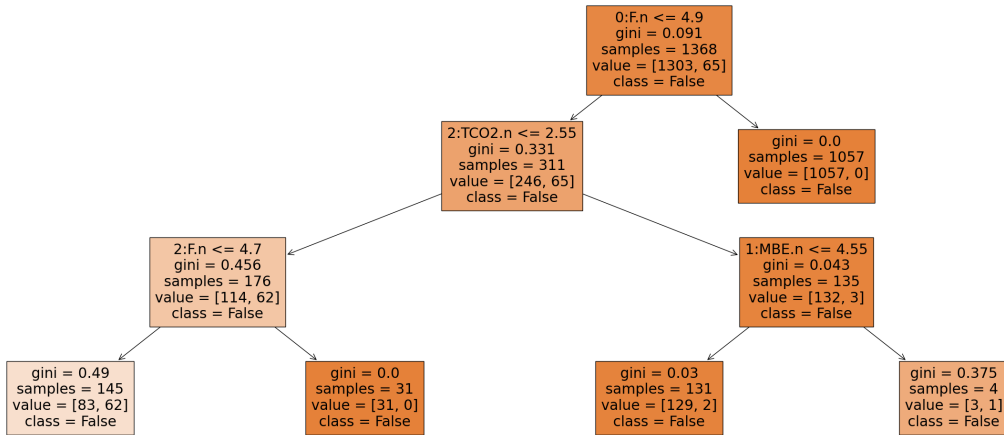 0:F.n <= 4.9
gini = 0.091
samples = 1368
value = [1303, 65]
class = False
2:TCO2.n <= 2.55
gini = 0.331
samples = 311
value = [246, 65]
class = False
gini = 0.0
samples = 1057
value = [1057, 0]
class = False
2:F.n <= 4.7
gini = 0.456
samples = 176
value = [114, 62]
class = False
1:MBE.n <= 4.55
gini = 0.043
samples = 135
value = [132, 3]
class = False
gini = 0.49
samples = 145
value = [83, 62]
class = False
gini = 0.0
samples = 31
value = [31, 0]
class = False
gini = 0.03
samples = 131
value = [129, 2]
class = False
gini = 0.375
samples = 4
value = [3, 1]
class = False